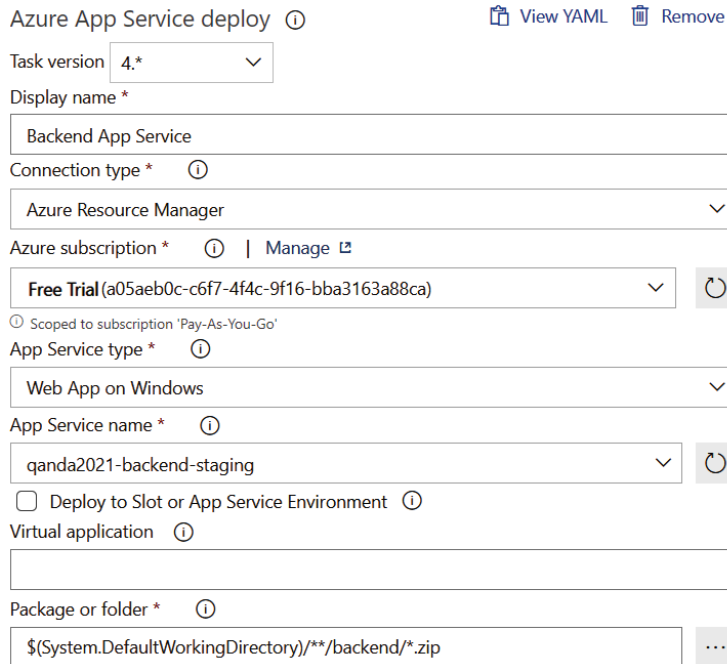 Azure App Service deploy View YAML Remove
Task version 4.*
Display name *
Backend App Service
Connection type *
Azure Resource Manager
Azure subscription * | Manage
Free Trial (a05aeb0c-c6f7-4f4c-9f16-bba3163a88ca)
Scoped to subscription 'Pay-As-You-Go'
App Service type *
Web App on Windows
App Service name *
qanda2021-backend-staging
Deploy to Slot or App Service Environment
Virtual application
Package or folder *
$(System.DefaultWorkingDirectory)/**/backend/*.zip